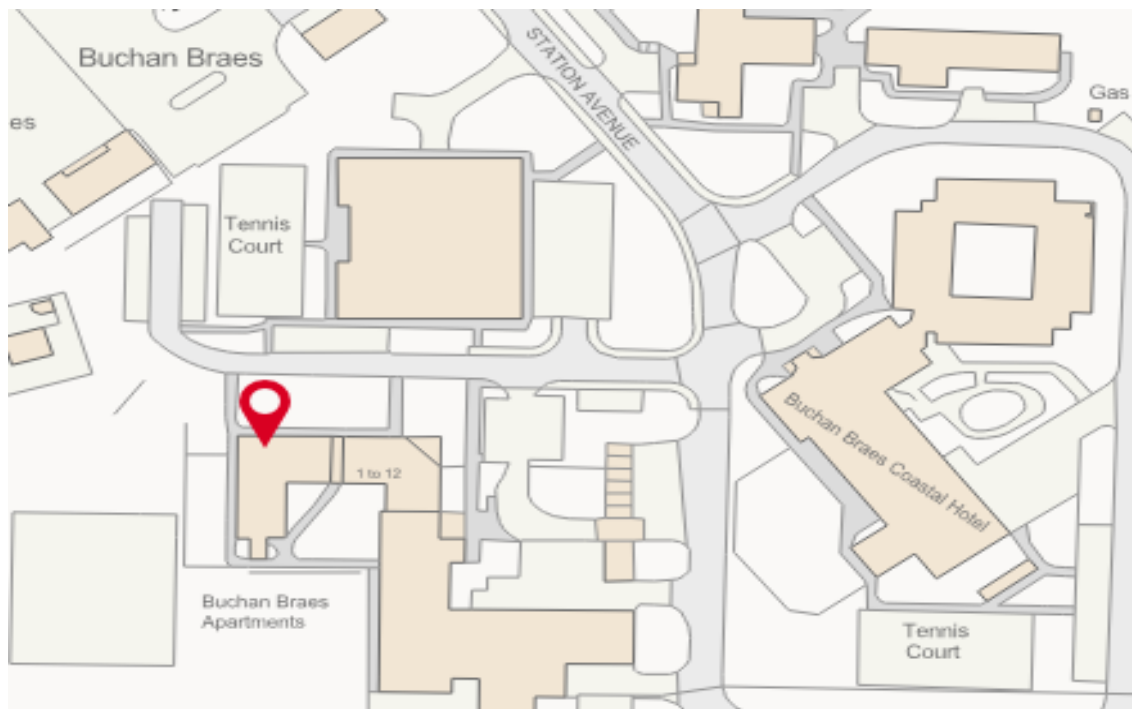 Buchan Braes
es
STATION AVENUE
Gas
Tennis
Court
Buchan Braes Coastal Hotel
1 to 12
Buchan Braes
Apartments
Tennis
Court